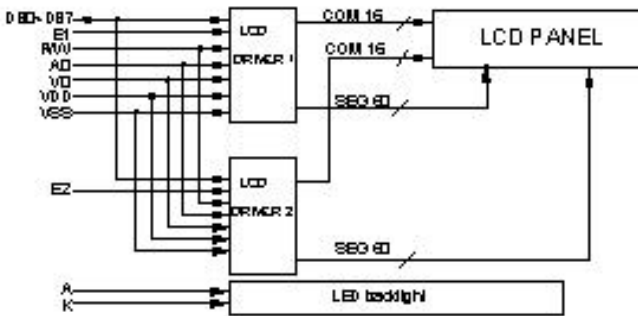 DB0~DB7
E1
R/W
A0
V0
VDD
VSS
LCD
DRIVER 1
COM 16
COM 16
SEG 60
LCD PANEL
E2
LCD
DRIVER 2
SEG 60
A
K
LED backlight